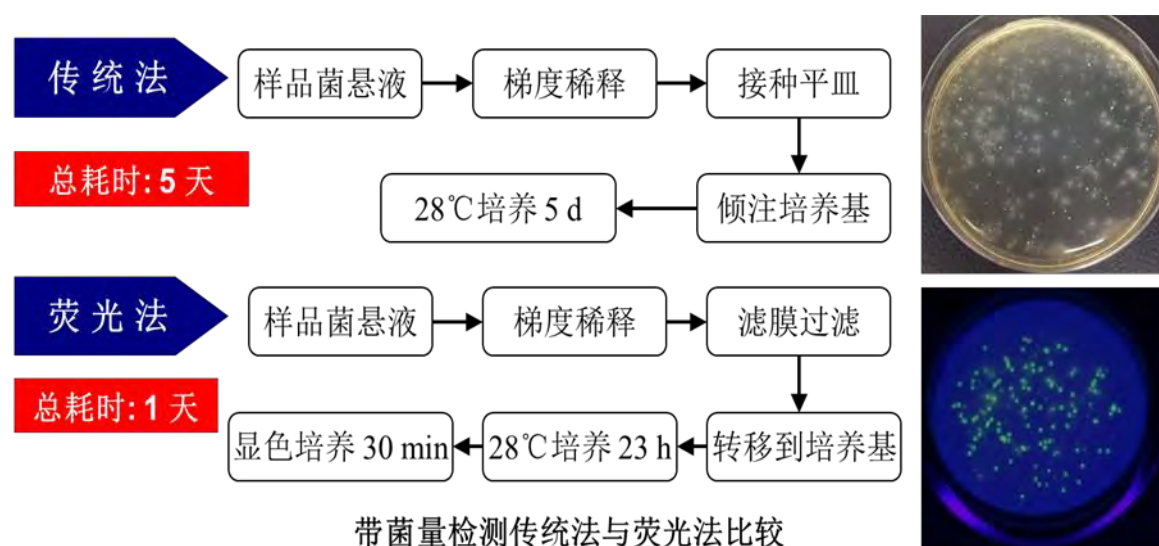 传统法
样品菌悬液
梯度稀释
接种平皿
总耗时: 5 天
28℃培养 5 d
倾注培养基
荧光法
样品菌悬液
梯度稀释
滤膜过滤
总耗时: 1 天
显色培养 30 min
28℃培养 23 h
转移到培养基
带菌量检测传统法与荧光法比较